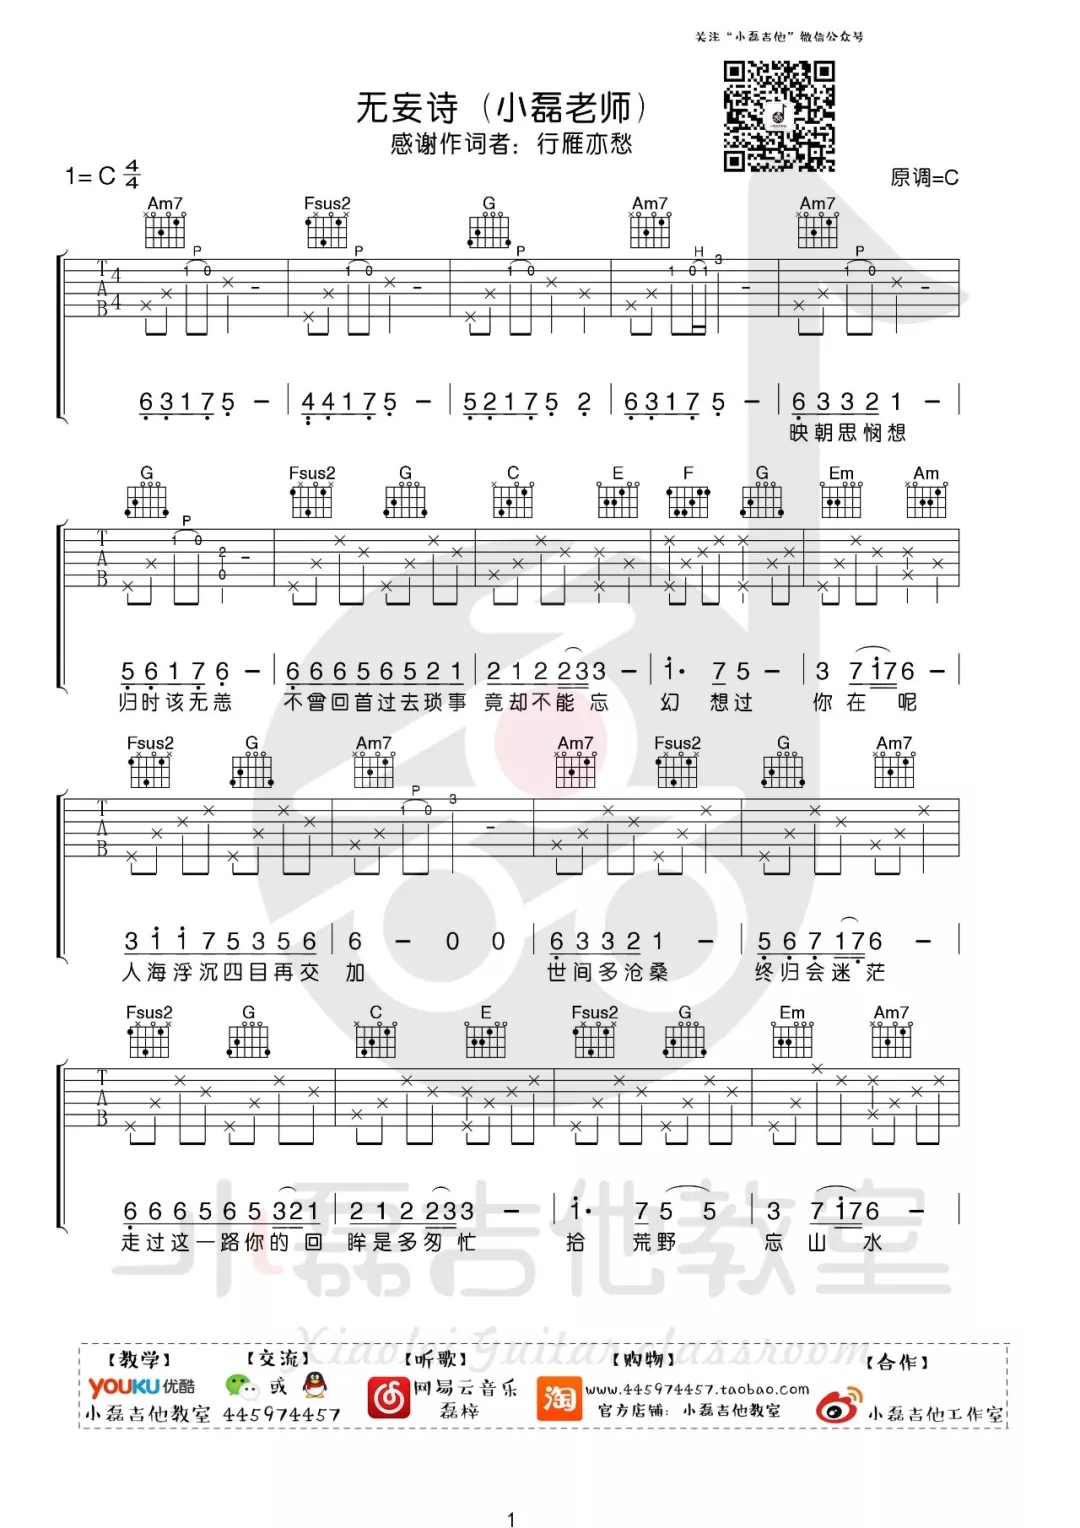 关注“小磊吉他”微信公众号
无妄诗（小磊老师）
感谢作词者：行雁亦愁
1= C 4/4
原调=C
Am7 Fsus2 G Am7 Am7
P P P H P
T A B 4/4 1 0 1 0 1 0 1 0 1 3 1 0
6 3 1 7 5 – | 4 4 1 7 5 – | 5 2 1 7 5 2 | 6 3 1 7 5 – | 6 3 3 2 1 – |
映朝思悯想
G Fsus2 G C E F G Em Am
P
T A B 1 0 2 0
5 6 1 7 6 – | 6 6 6 5 6 5 2 1 | 2 1 2 2 3 3 – | 1· 7 5 – | 3 7 1 7 6 – |
归时该无恙 不曾回首过去琐事 竟却不能忘 幻 想过 你在呢
Fsus2 G Am7 Am7 Fsus2 G Am7
P
T A B 1 0 3
3 1 1 7 5 3 5 6 | 6 – 0 0 | 6 3 3 2 1 – | 5 6 7 1 7 6 – |
人海浮沉四目再交 加 世间多沧桑 终归会迷茫
Fsus2 G C E Fsus2 G Em Am7
T A B
6 6 6 5 6 5 3 2 1 | 2 1 2 2 3 3 – | 1· 7 5 5 | 3 7 1 7 6 – |
走过这一路你的回 眸是多匆忙 拾 荒野 忘山水
小磊吉他教室
Xiaolei Guitar classroom
【教学】 【交流】 【听歌】 【购物】 【合作】
YOUKU 优酷 或 网易云音乐 淘 www.445974457.taobao.com
小磊吉他教室 445974457 磊梓 官方店铺：小磊吉他教室 小磊吉他工作室
1